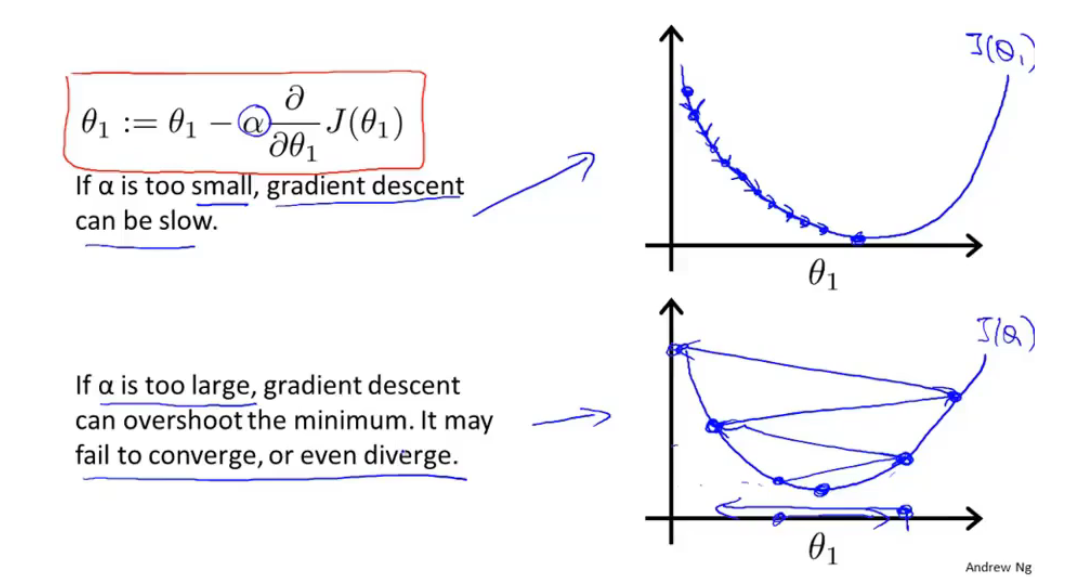 θ₁ := θ₁ − α ∂/∂θ₁ J(θ₁)
If α is too small, gradient descent
can be slow.
J(θ₁)
θ₁
If α is too large, gradient descent
can overshoot the minimum. It may
fail to converge, or even diverge.
J(θ₁)
θ₁
Andrew Ng